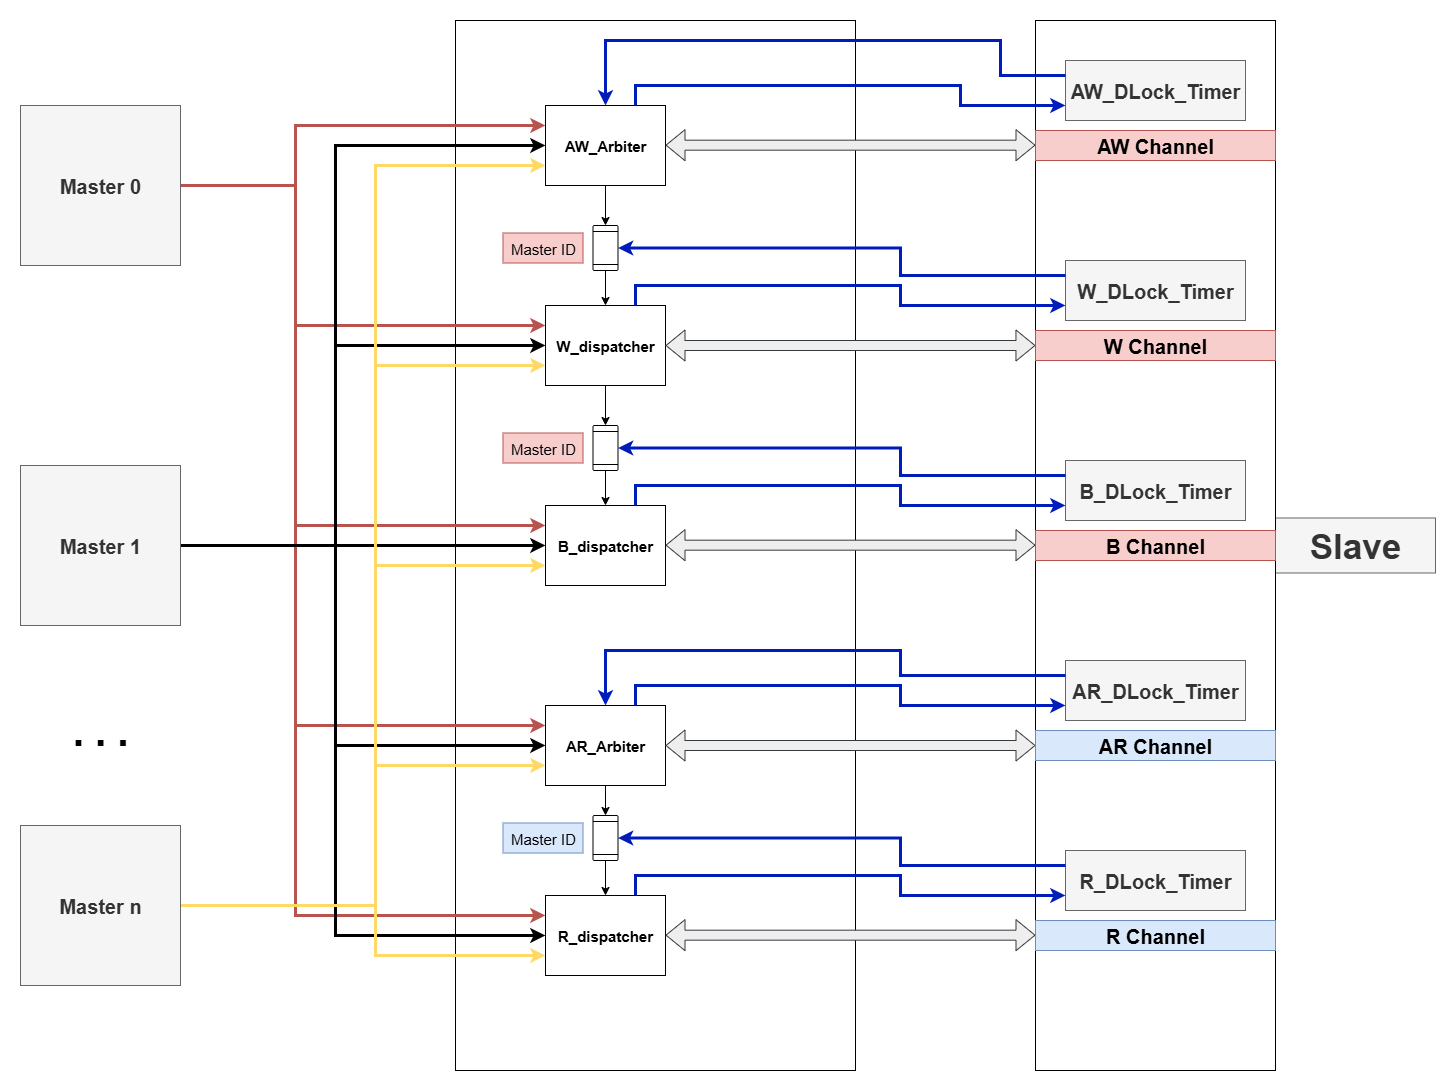 AW_DLock_Timer
Master 0
AW_Arbiter
AW Channel
Master ID
W_DLock_Timer
W_dispatcher
W Channel
Master ID
B_DLock_Timer
Master 1
B_dispatcher
B Channel
Slave
AR_DLock_Timer
...
AR_Arbiter
AR Channel
Master ID
R_DLock_Timer
Master n
R_dispatcher
R Channel